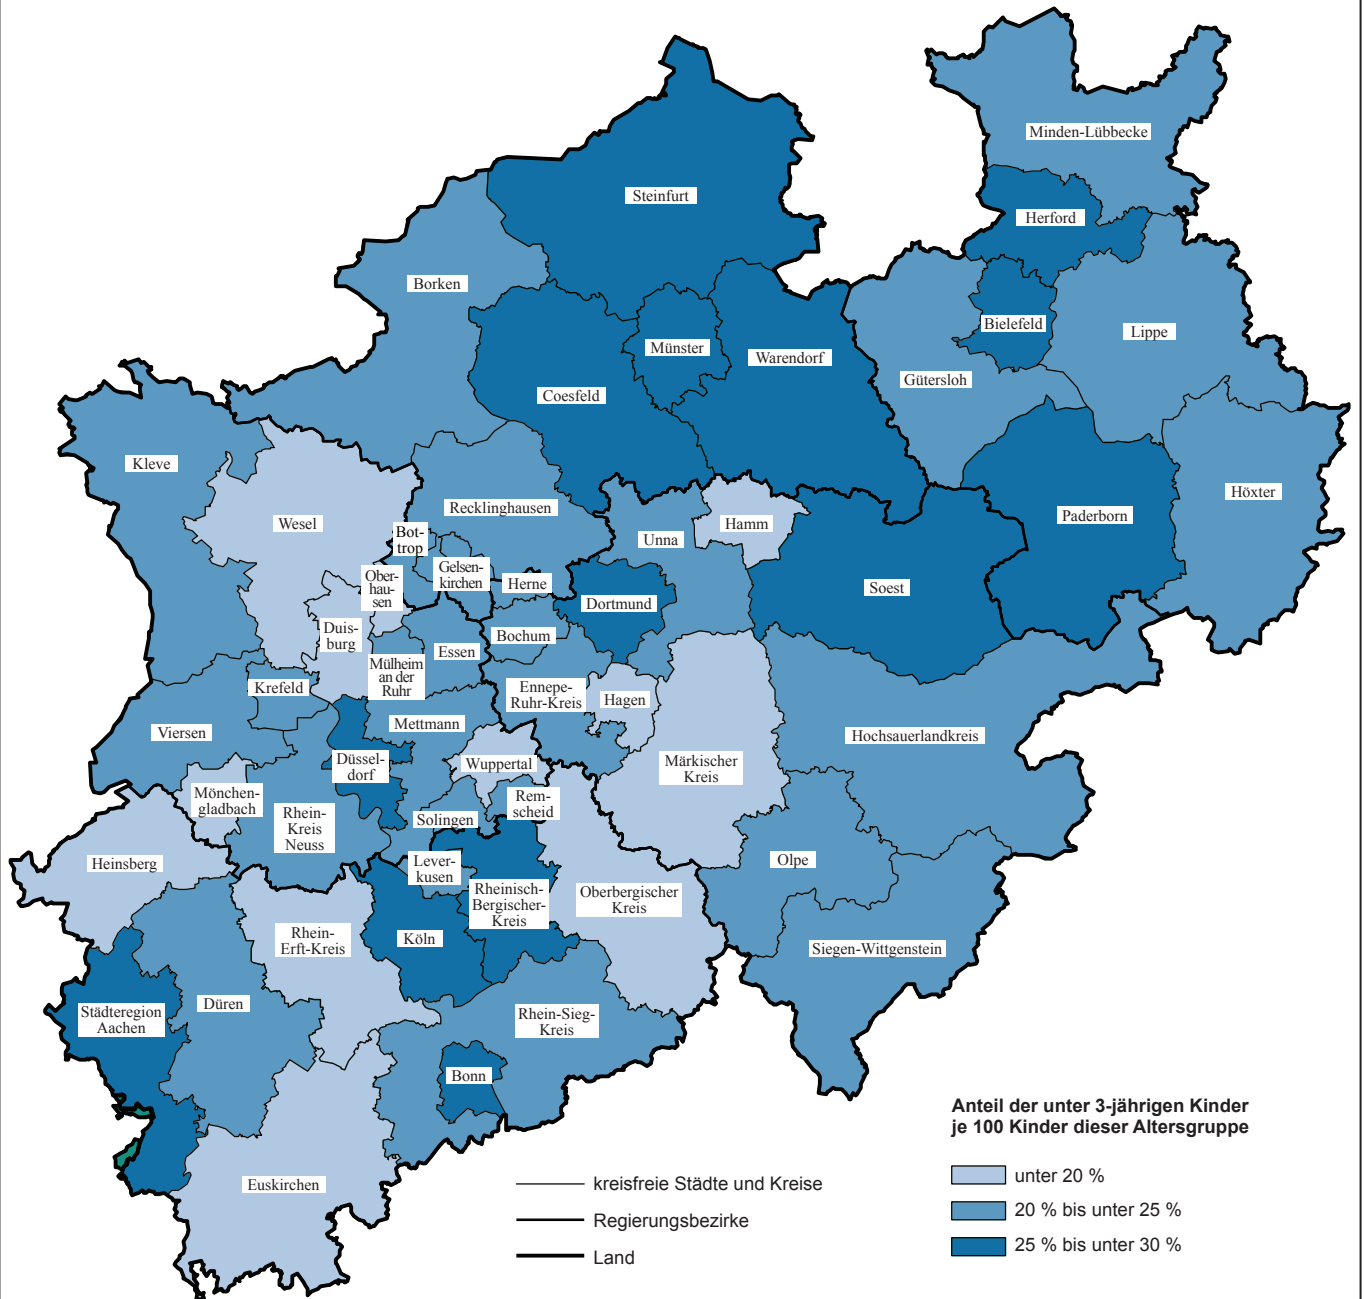 Minden-Lübbecke
Steinfurt
Herford
Borken
Bielefeld
Lippe
Münster
Warendorf
Gütersloh
Coesfeld
Kleve
Höxter
Recklinghausen
Paderborn
Wesel
Hamm
Unna
Bot-
trop
Gelsen-
kirchen
Herne
Ober-
hau-
sen
Soest
Dortmund
Duis-
burg
Bochum
Essen
Mülheim
an der
Ruhr
Krefeld
Ennepe-
Ruhr-Kreis
Hagen
Mettmann
Viersen
Hochsauerlandkreis
Düssel-
dorf
Wuppertal
Märkischer
Kreis
Mönchen-
gladbach
Rem-
scheid
Rhein-
Kreis
Neuss
Solingen
Heinsberg
Lever-
kusen
Olpe
Rheinisch-
Bergischer-
Kreis
Oberbergischer
Kreis
Rhein-
Erft-Kreis
Köln
Siegen-Wittgenstein
Städteregion
Aachen
Düren
Rhein-Sieg-
Kreis
Bonn
Euskirchen
kreisfreie Städte und Kreise
Regierungsbezirke
Land
Anteil der unter 3-jährigen Kinder
je 100 Kinder dieser Altersgruppe
unter 20 %
20 % bis unter 25 %
25 % bis unter 30 %